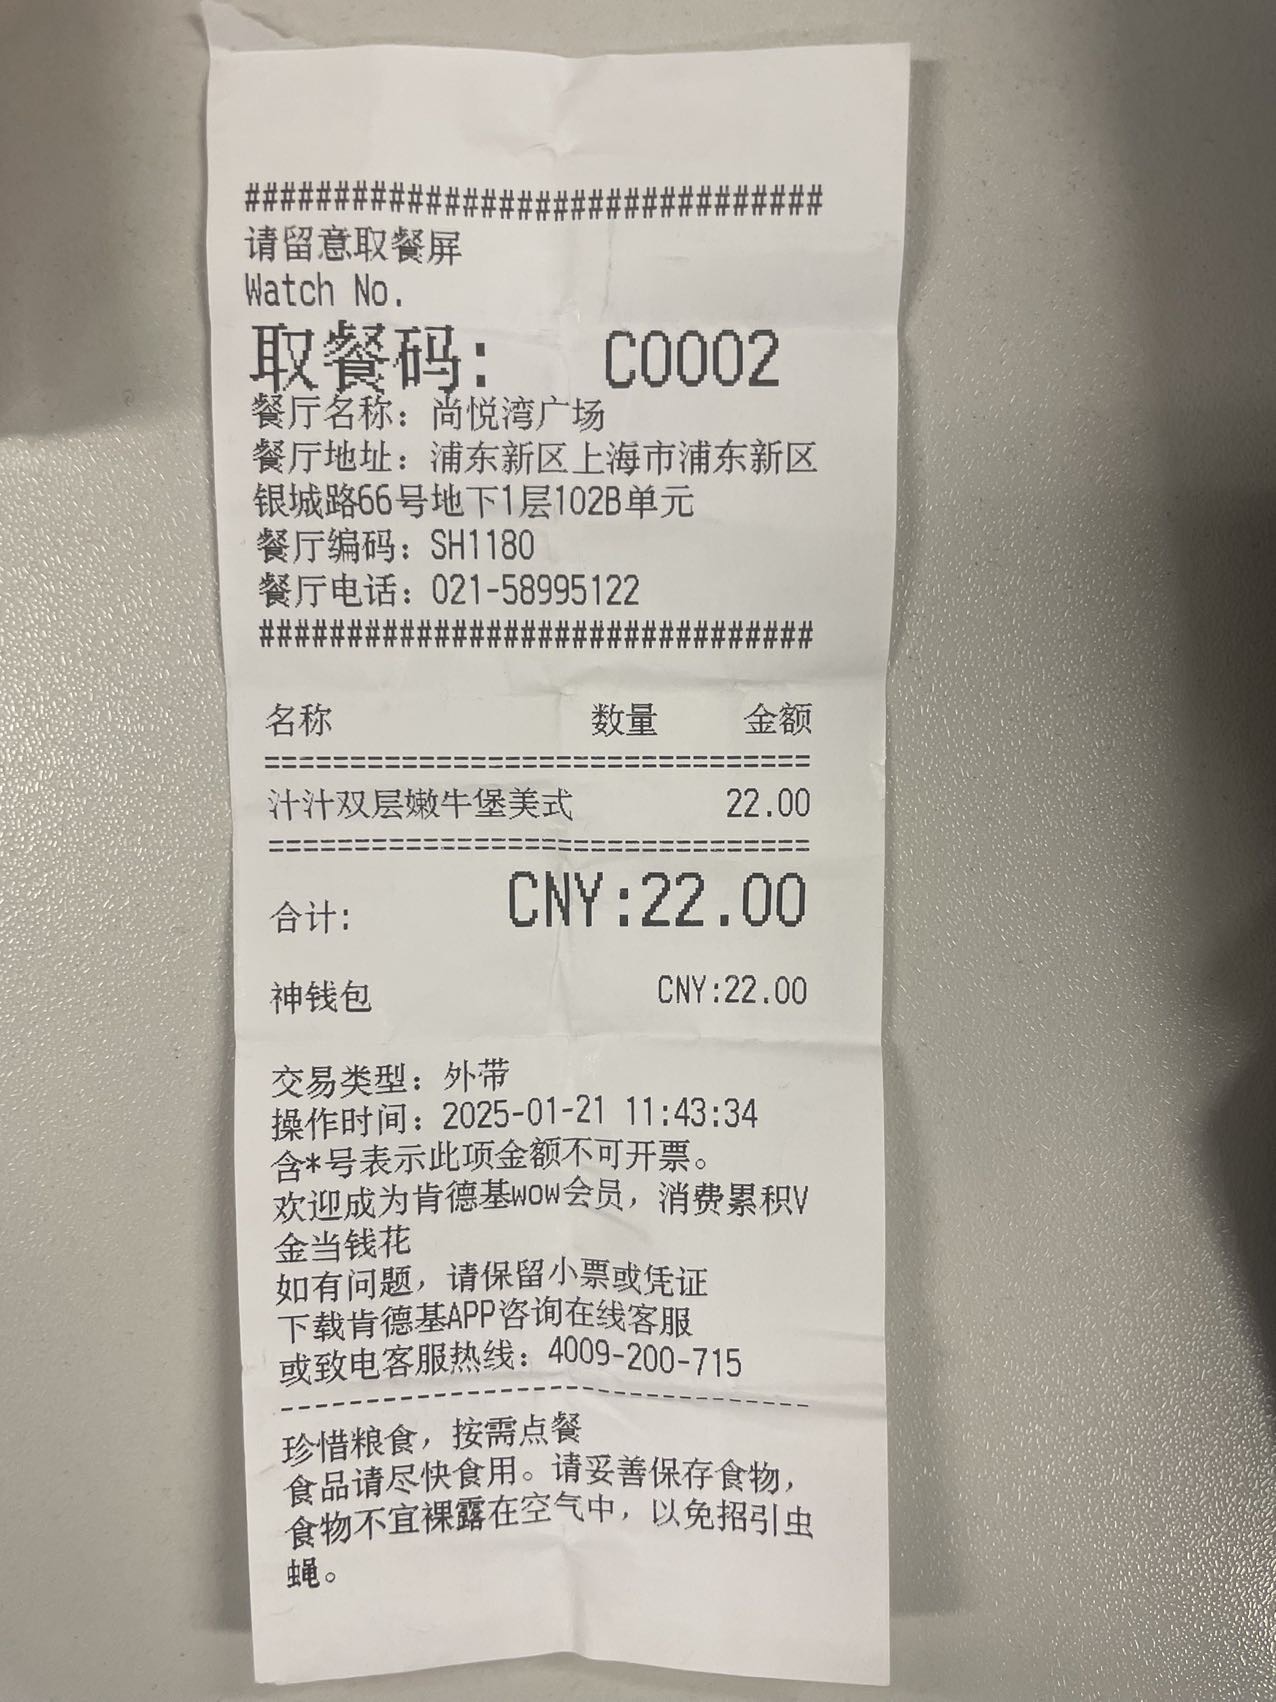 ################################
请留意取餐屏
Watch No.
取餐码: C0002
餐厅名称: 尚悦湾广场
餐厅地址: 浦东新区上海市浦东新区
银城路66号地下1层102B单元
餐厅编码: SH1180
餐厅电话: 021-58995122
################################
名称 数量 金额
================================
汁汁双层嫩牛堡美式 22.00
================================
合计: CNY:22.00
神钱包 CNY:22.00
交易类型: 外带
操作时间: 2025-01-21 11:43:34
含*号表示此项金额不可开票。
欢迎成为肯德基wow会员, 消费累积V
金当钱花
如有问题, 请保留小票或凭证
下载肯德基APP咨询在线客服
或致电客服热线: 4009-200-715
--------------------------------
珍惜粮食, 按需点餐
食品请尽快食用。请妥善保存食物,
食物不宜裸露在空气中, 以免招引虫
蝇。